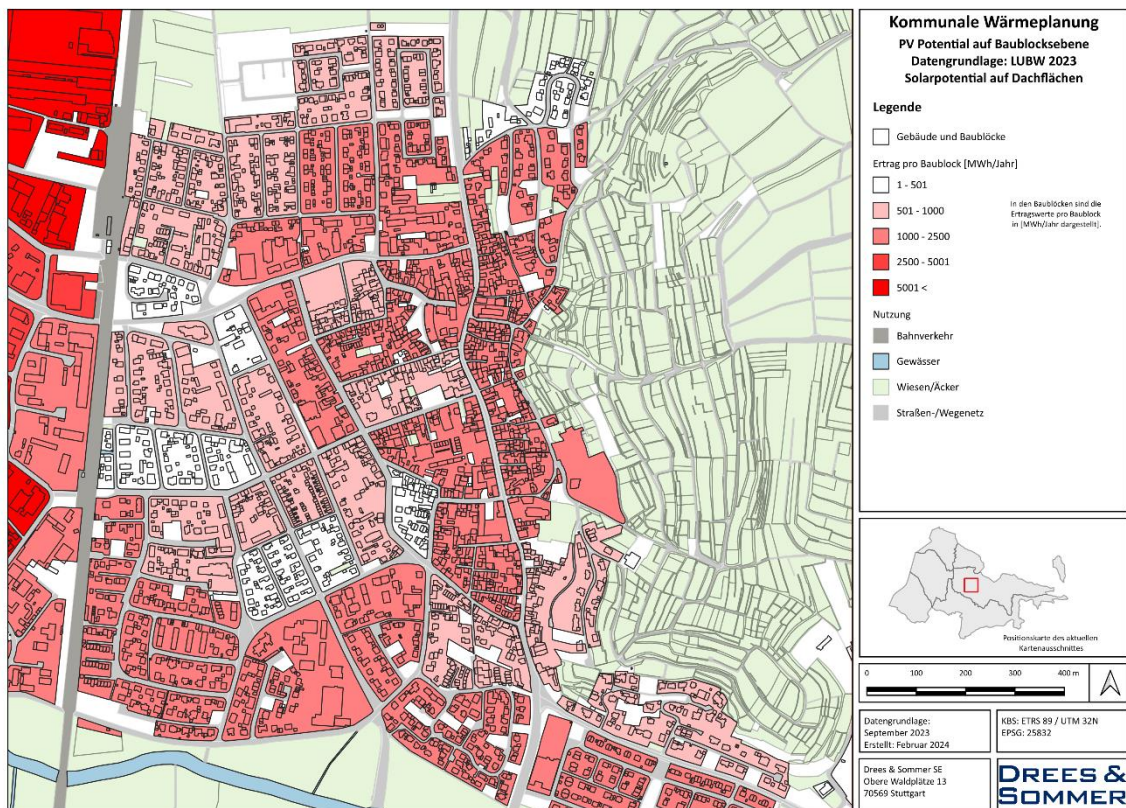 Kommunale Wärmeplanung
PV Potential auf Baublocksebene
Datengrundlage: LUBW 2023
Solarpotential auf Dachflächen
Legende
Gebäude und Baublöcke
Ertrag pro Baublock [MWh/Jahr]
1 - 501
501 - 1000
1000 - 2500
2500 - 5001
5001 <
In den Baublöcken sind die
Ertragswerte pro Baublock
in [MWh/Jahr dargestellt].
Nutzung
Bahnverkehr
Gewässer
Wiesen/Äcker
Straßen-/Wegenetz
Positionskarte des aktuellen
Kartenausschnittes
0 100 200 300 400 m
Datengrundlage:
September 2023
Erstellt: Februar 2024
KBS: ETRS 89 / UTM 32N
EPSG: 25832
Drees & Sommer SE
Obere Waldplätze 13
70569 Stuttgart
DREES &
SOMMER